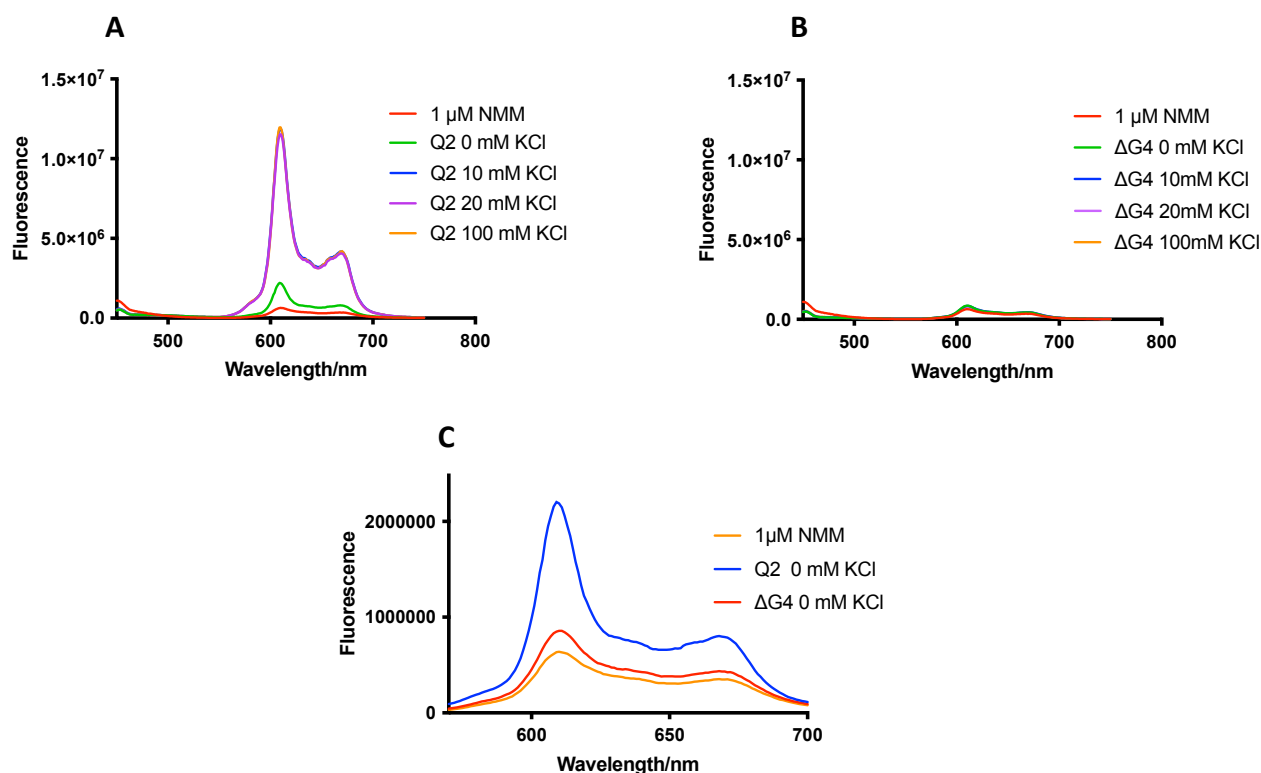 A
Fluorescence
1.5×10⁷
1.0×10⁷
5.0×10⁶
0.0
500
600
700
800
Wavelength/nm
1 µM NMM
Q2 0 mM KCl
Q2 10 mM KCl
Q2 20 mM KCl
Q2 100 mM KCl
B
Fluorescence
1.5×10⁷
1.0×10⁷
5.0×10⁶
0.0
500
600
700
800
Wavelength/nm
1 µM NMM
ΔG4 0 mM KCl
ΔG4 10mM KCl
ΔG4 20mM KCl
ΔG4 100mM KCl
C
Fluorescence
2000000
1000000
0
600
650
700
Wavelength/nm
1µM NMM
Q2 0 mM KCl
ΔG4 0 mM KCl